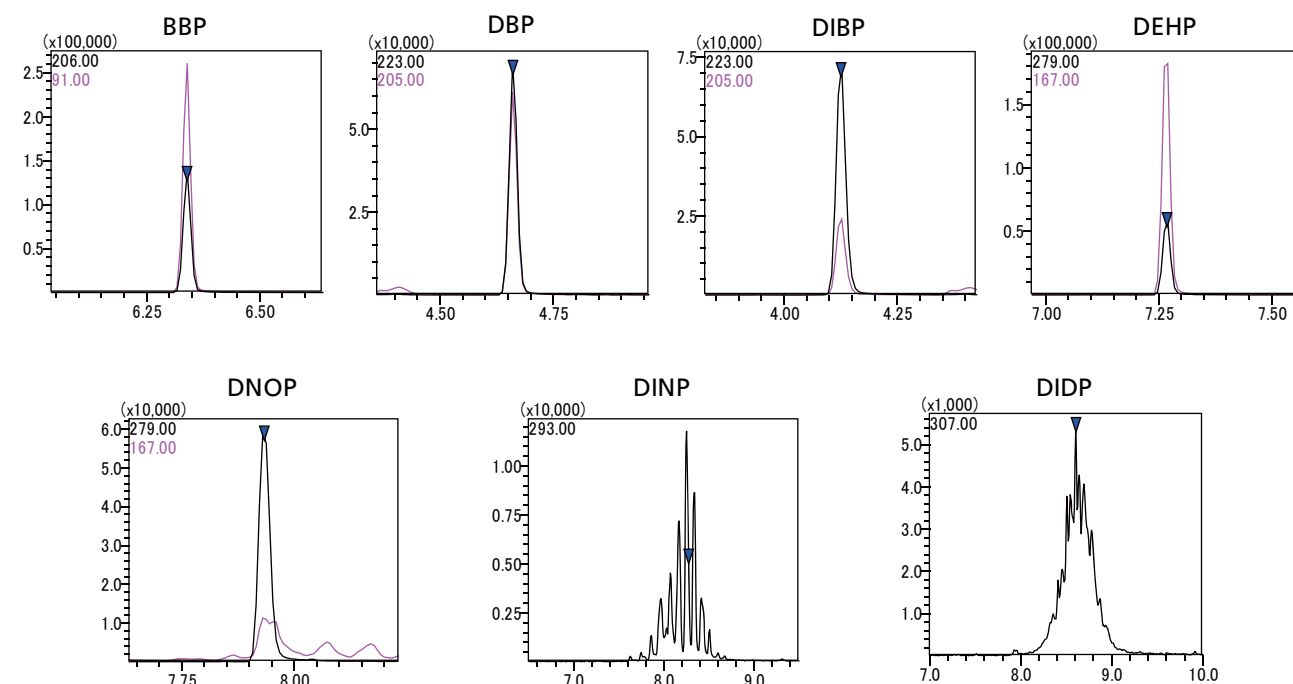 BBP
(x100,000)
206.00
91.00
2.5
2.0
1.5
1.0
0.5
6.25 6.50
DBP
(x10,000)
223.00
205.00
5.0
2.5
4.50 4.75
DIBP
(x10,000)
7.5
223.00
205.00
5.0
2.5
4.00 4.25
DEHP
(x100,000)
279.00
167.00
1.5
1.0
0.5
7.00 7.25 7.50
DNOP
(x10,000)
6.0
279.00
167.00
5.0
4.0
3.0
2.0
1.0
7.75 8.00
DINP
(x10,000)
293.00
1.00
0.75
0.50
0.25
7.0 8.0 9.0
DIDP
(x1,000)
307.00
5.0
4.0
3.0
2.0
1.0
7.0 8.0 9.0 10.0